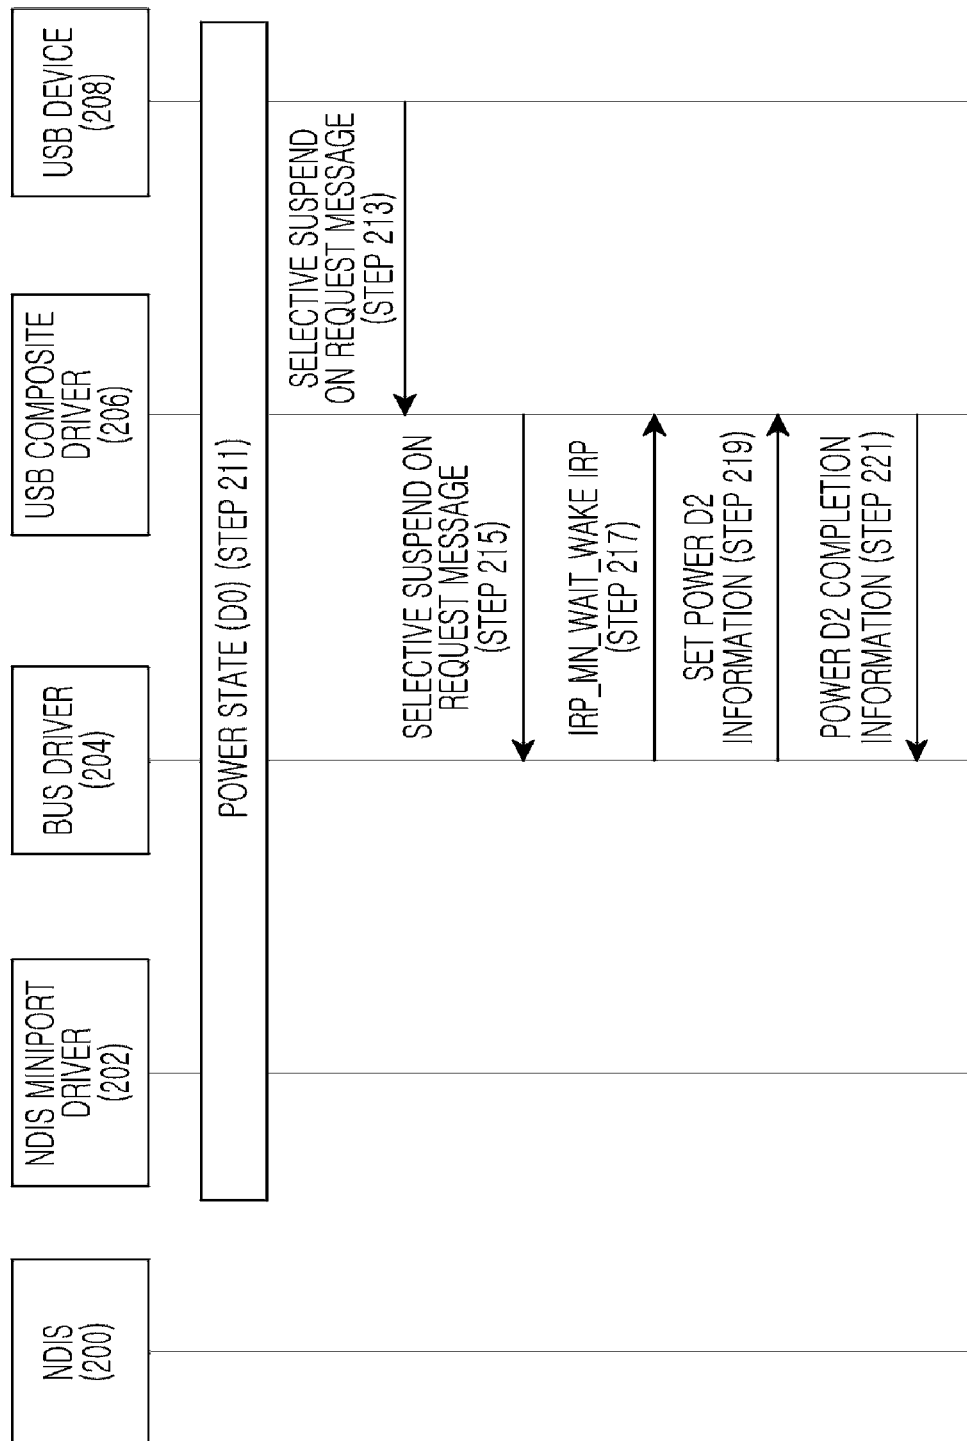 NDIS
(200)
NDIS MINIPORT
DRIVER
(202)
BUS DRIVER
(204)
USB COMPOSITE
DRIVER
(206)
USB DEVICE
(208)
POWER STATE (D0) (STEP 211)
SELECTIVE SUSPEND
ON REQUEST MESSAGE
(STEP 213)
SELECTIVE SUSPEND ON
REQUEST MESSAGE
(STEP 215)
IRP_MN_WAIT_WAKE IRP
(STEP 217)
SET POWER D2
INFORMATION (STEP 219)
POWER D2 COMPLETION
INFORMATION (STEP 221)